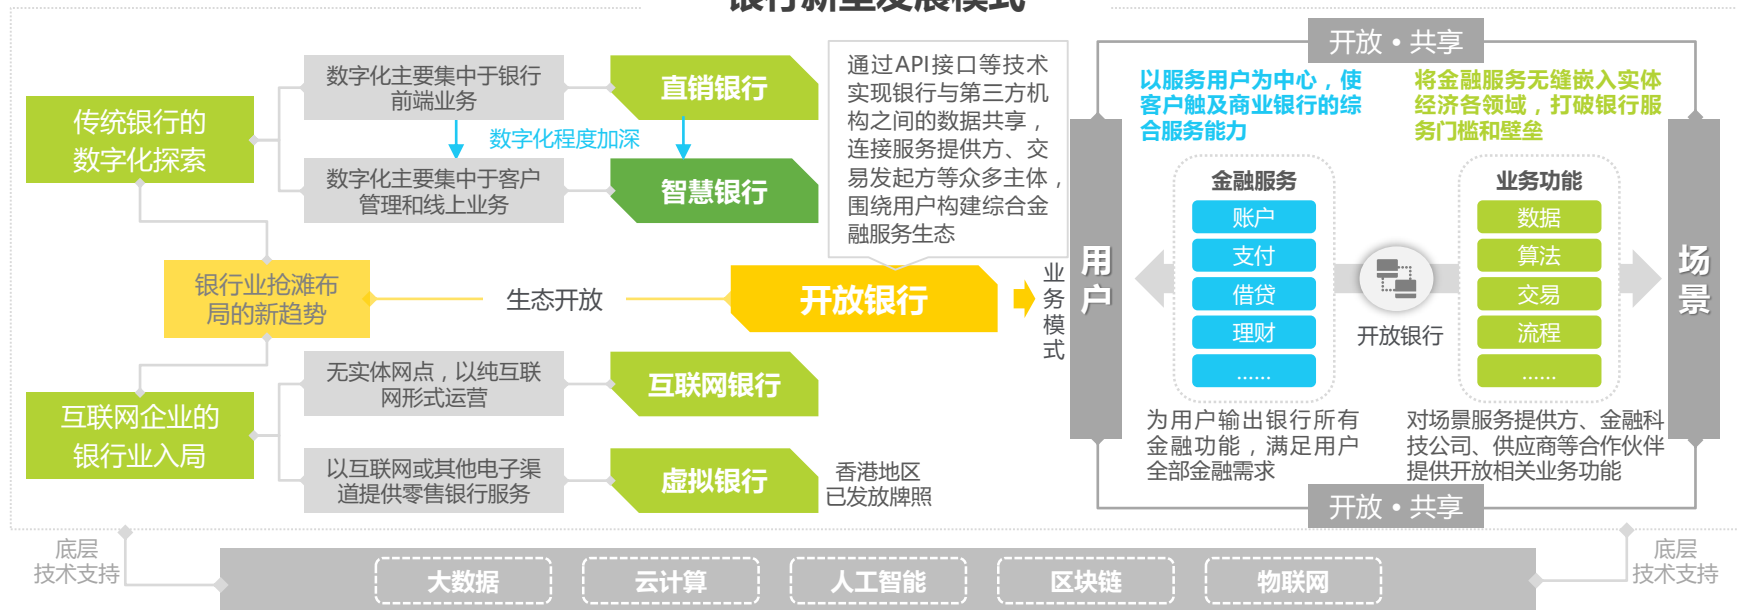 银行新型发展模式
传统银行的
数字化探索
数字化主要集中于银行
前端业务
直销银行
数字化程度加深
数字化主要集中于客户
管理和线上业务
智慧银行
银行业抢滩布
局的新趋势
生态开放
开放银行
通过API接口等技术
实现银行与第三方机
构之间的数据共享，
连接服务提供方、交
易发起方等众多主体，
围绕用户构建综合金
融服务生态
互联网企业的
银行业入局
无实体网点，以纯互联
网形式运营
互联网银行
以互联网或其他电子渠
道提供零售银行服务
虚拟银行
香港地区
已发放牌照
业
务
模
式
开放·共享
用
户
以服务用户为中心，使
客户触及商业银行的综
合服务能力
金融服务
账户
支付
借贷
理财
......
为用户输出银行所有
金融功能，满足用户
全部金融需求
开放银行
将金融服务无缝嵌入实体
经济各领域，打破银行服
务门槛和壁垒
业务功能
数据
算法
交易
流程
......
对场景服务提供方、金融科
技公司、供应商等合作伙伴
提供开放相关业务功能
场
景
开放·共享
底层
技术支持
大数据
云计算
人工智能
区块链
物联网
底层
技术支持